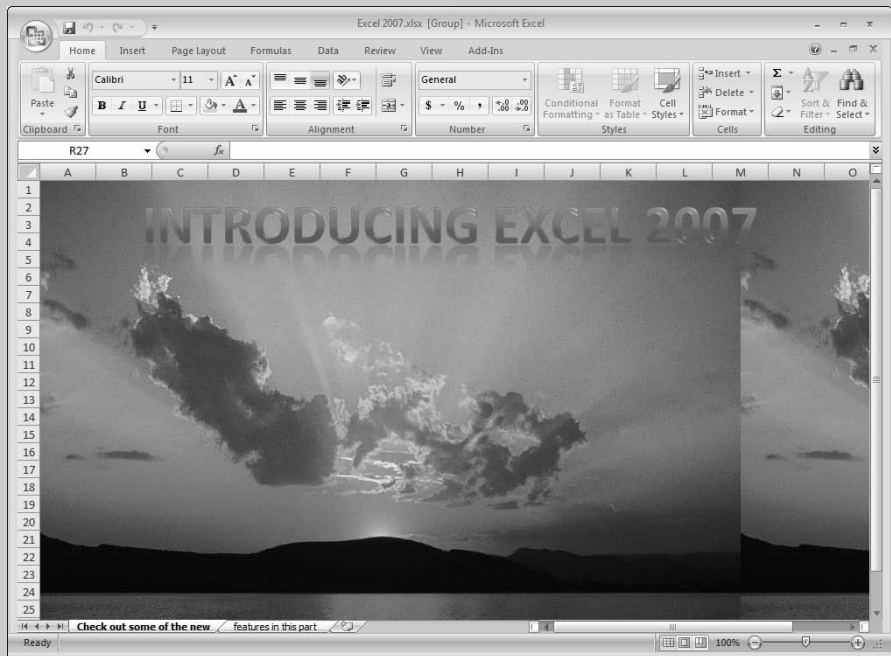 Excel 2007.xlsx [Group] - Microsoft Excel
Home Insert Page Layout Formulas Data Review View Add-Ins
Calibri 11 A A General Insert Σ
Paste B I U A $ % , .0 .00 .00 .0 Conditional Formatting Format as Table Cell Styles Delete Format Sort & Filter Find & Select
Clipboard Font Alignment Number Styles Cells Editing
R27 fx
A B C D E F G H I J K L M N O
1
2
3
4
5
6
7
8
9
10
11
12
13
14
15
16
17
18
19
20
21
22
23
24
25
INTRODUCING EXCEL 2007
Check out some of the new features in this part
Ready 100%